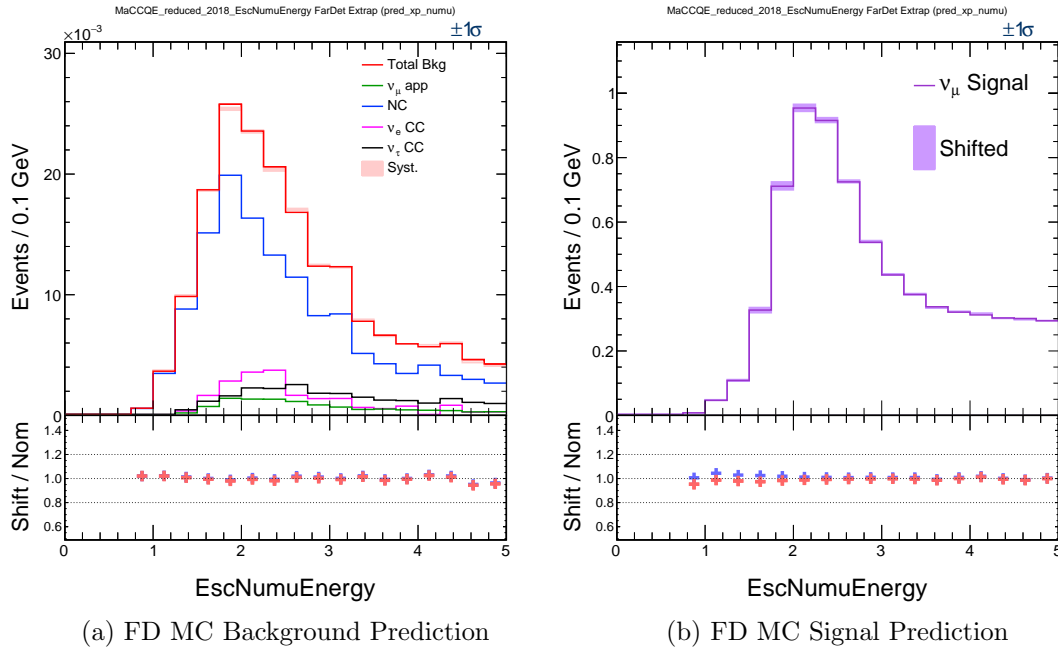 MaCCQE_reduced_2018_EscNumuEnergy FarDet Extrap (pred_xp_numu)
×10⁻³
±1σ
30
20
10
0
Events / 0.1 GeV
Total Bkg
νμ app
NC
νe CC
ντ CC
Syst.
Shift / Nom
1.4
1.2
1.0
0.8
0.6
0 1 2 3 4 5
EscNumuEnergy
(a) FD MC Background Prediction
MaCCQE_reduced_2018_EscNumuEnergy FarDet Extrap (pred_xp_numu)
±1σ
1
0.8
0.6
0.4
0.2
0
Events / 0.1 GeV
νμ Signal
Shifted
Shift / Nom
1.4
1.2
1.0
0.8
0.6
0 1 2 3 4 5
EscNumuEnergy
(b) FD MC Signal Prediction